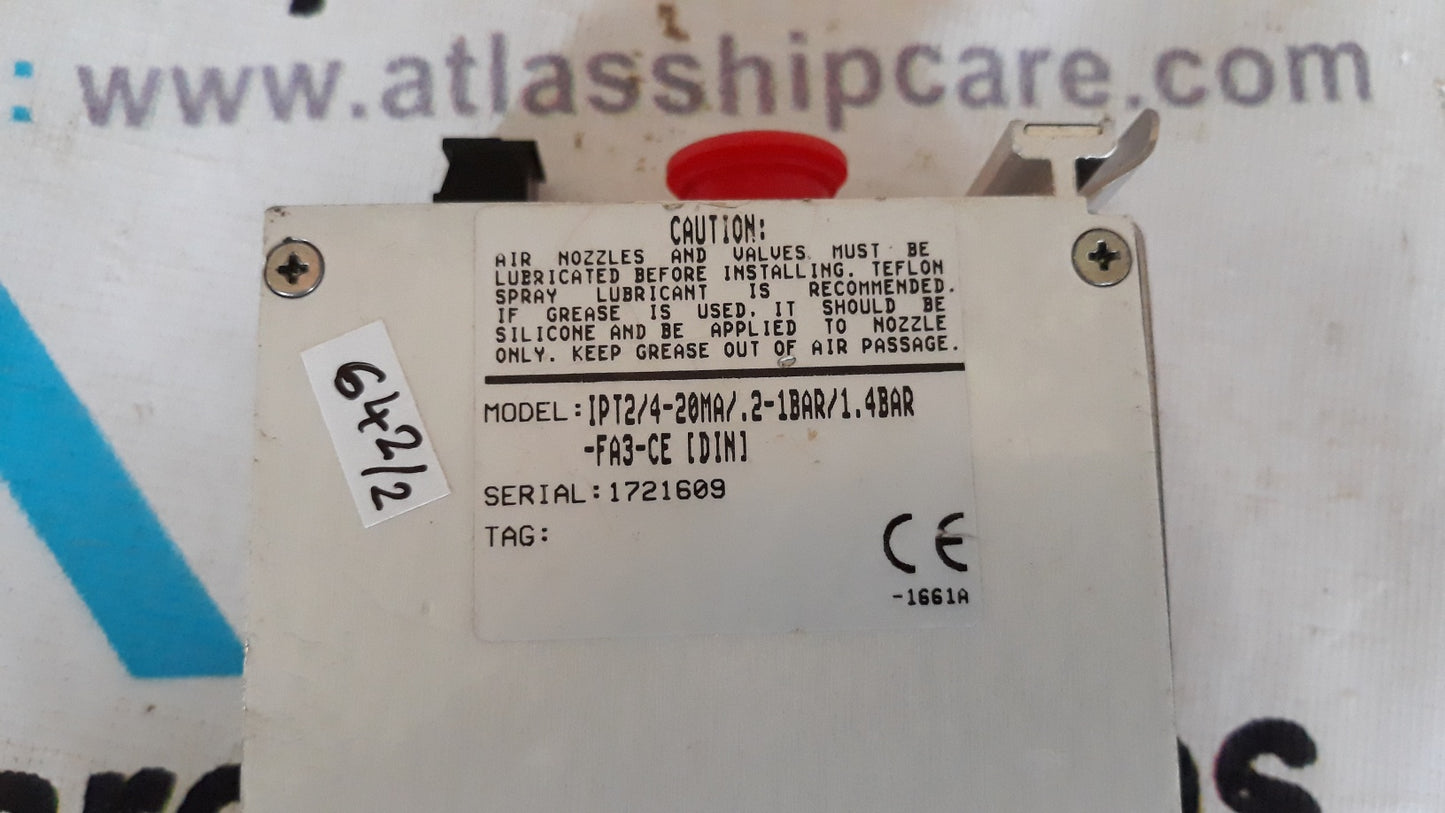 : www.atlasshipcare.com
CAUTION:
AIR NOZZLES AND VALVES MUST BE
LUBRICATED BEFORE INSTALLING. TEFLON
SPRAY LUBRICANT IS RECOMMENDED.
IF GREASE IS USED, IT SHOULD BE
SILICONE AND BE APPLIED TO NOZZLE
ONLY. KEEP GREASE OUT OF AIR PASSAGE.
642/2
MODEL: IPT2/4-20MA/.2-1BAR/1.4BAR
-FA3-CE [DIN]
SERIAL: 1721609
TAG:
CE
-1661A